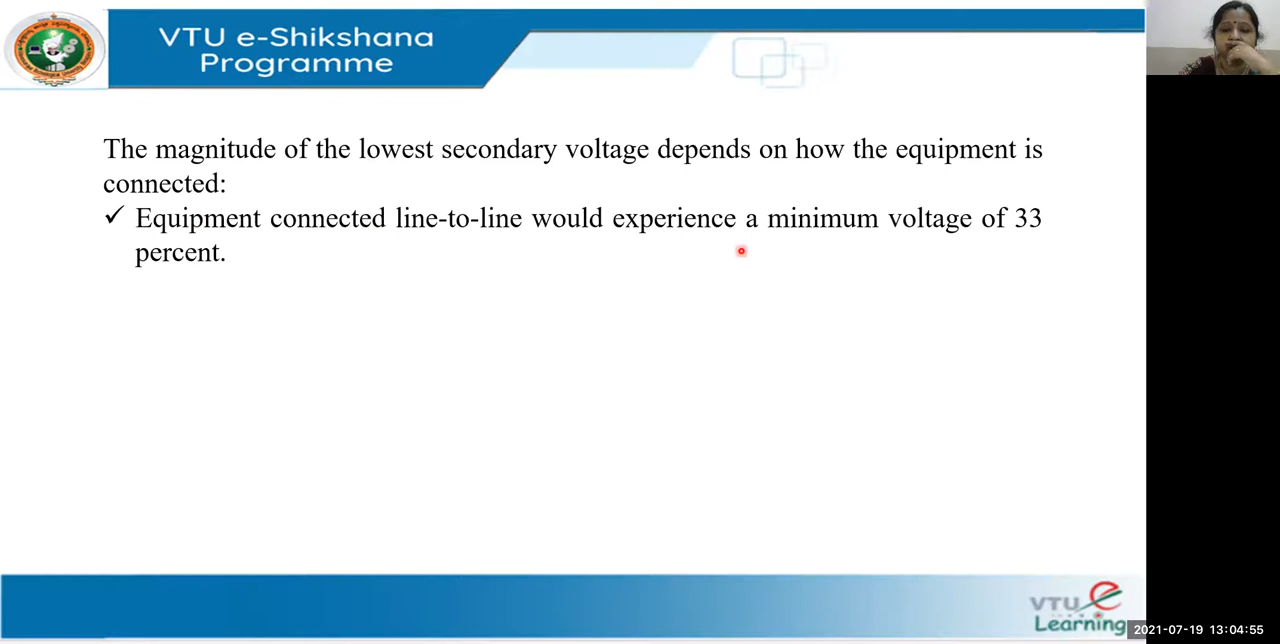 VTU e-Shikshana
Programme
The magnitude of the lowest secondary voltage depends on how the equipment is
connected:
✓ Equipment connected line-to-line would experience a minimum voltage of 33
percent.
VTU e
Learning
2021-07-19 13:04:55